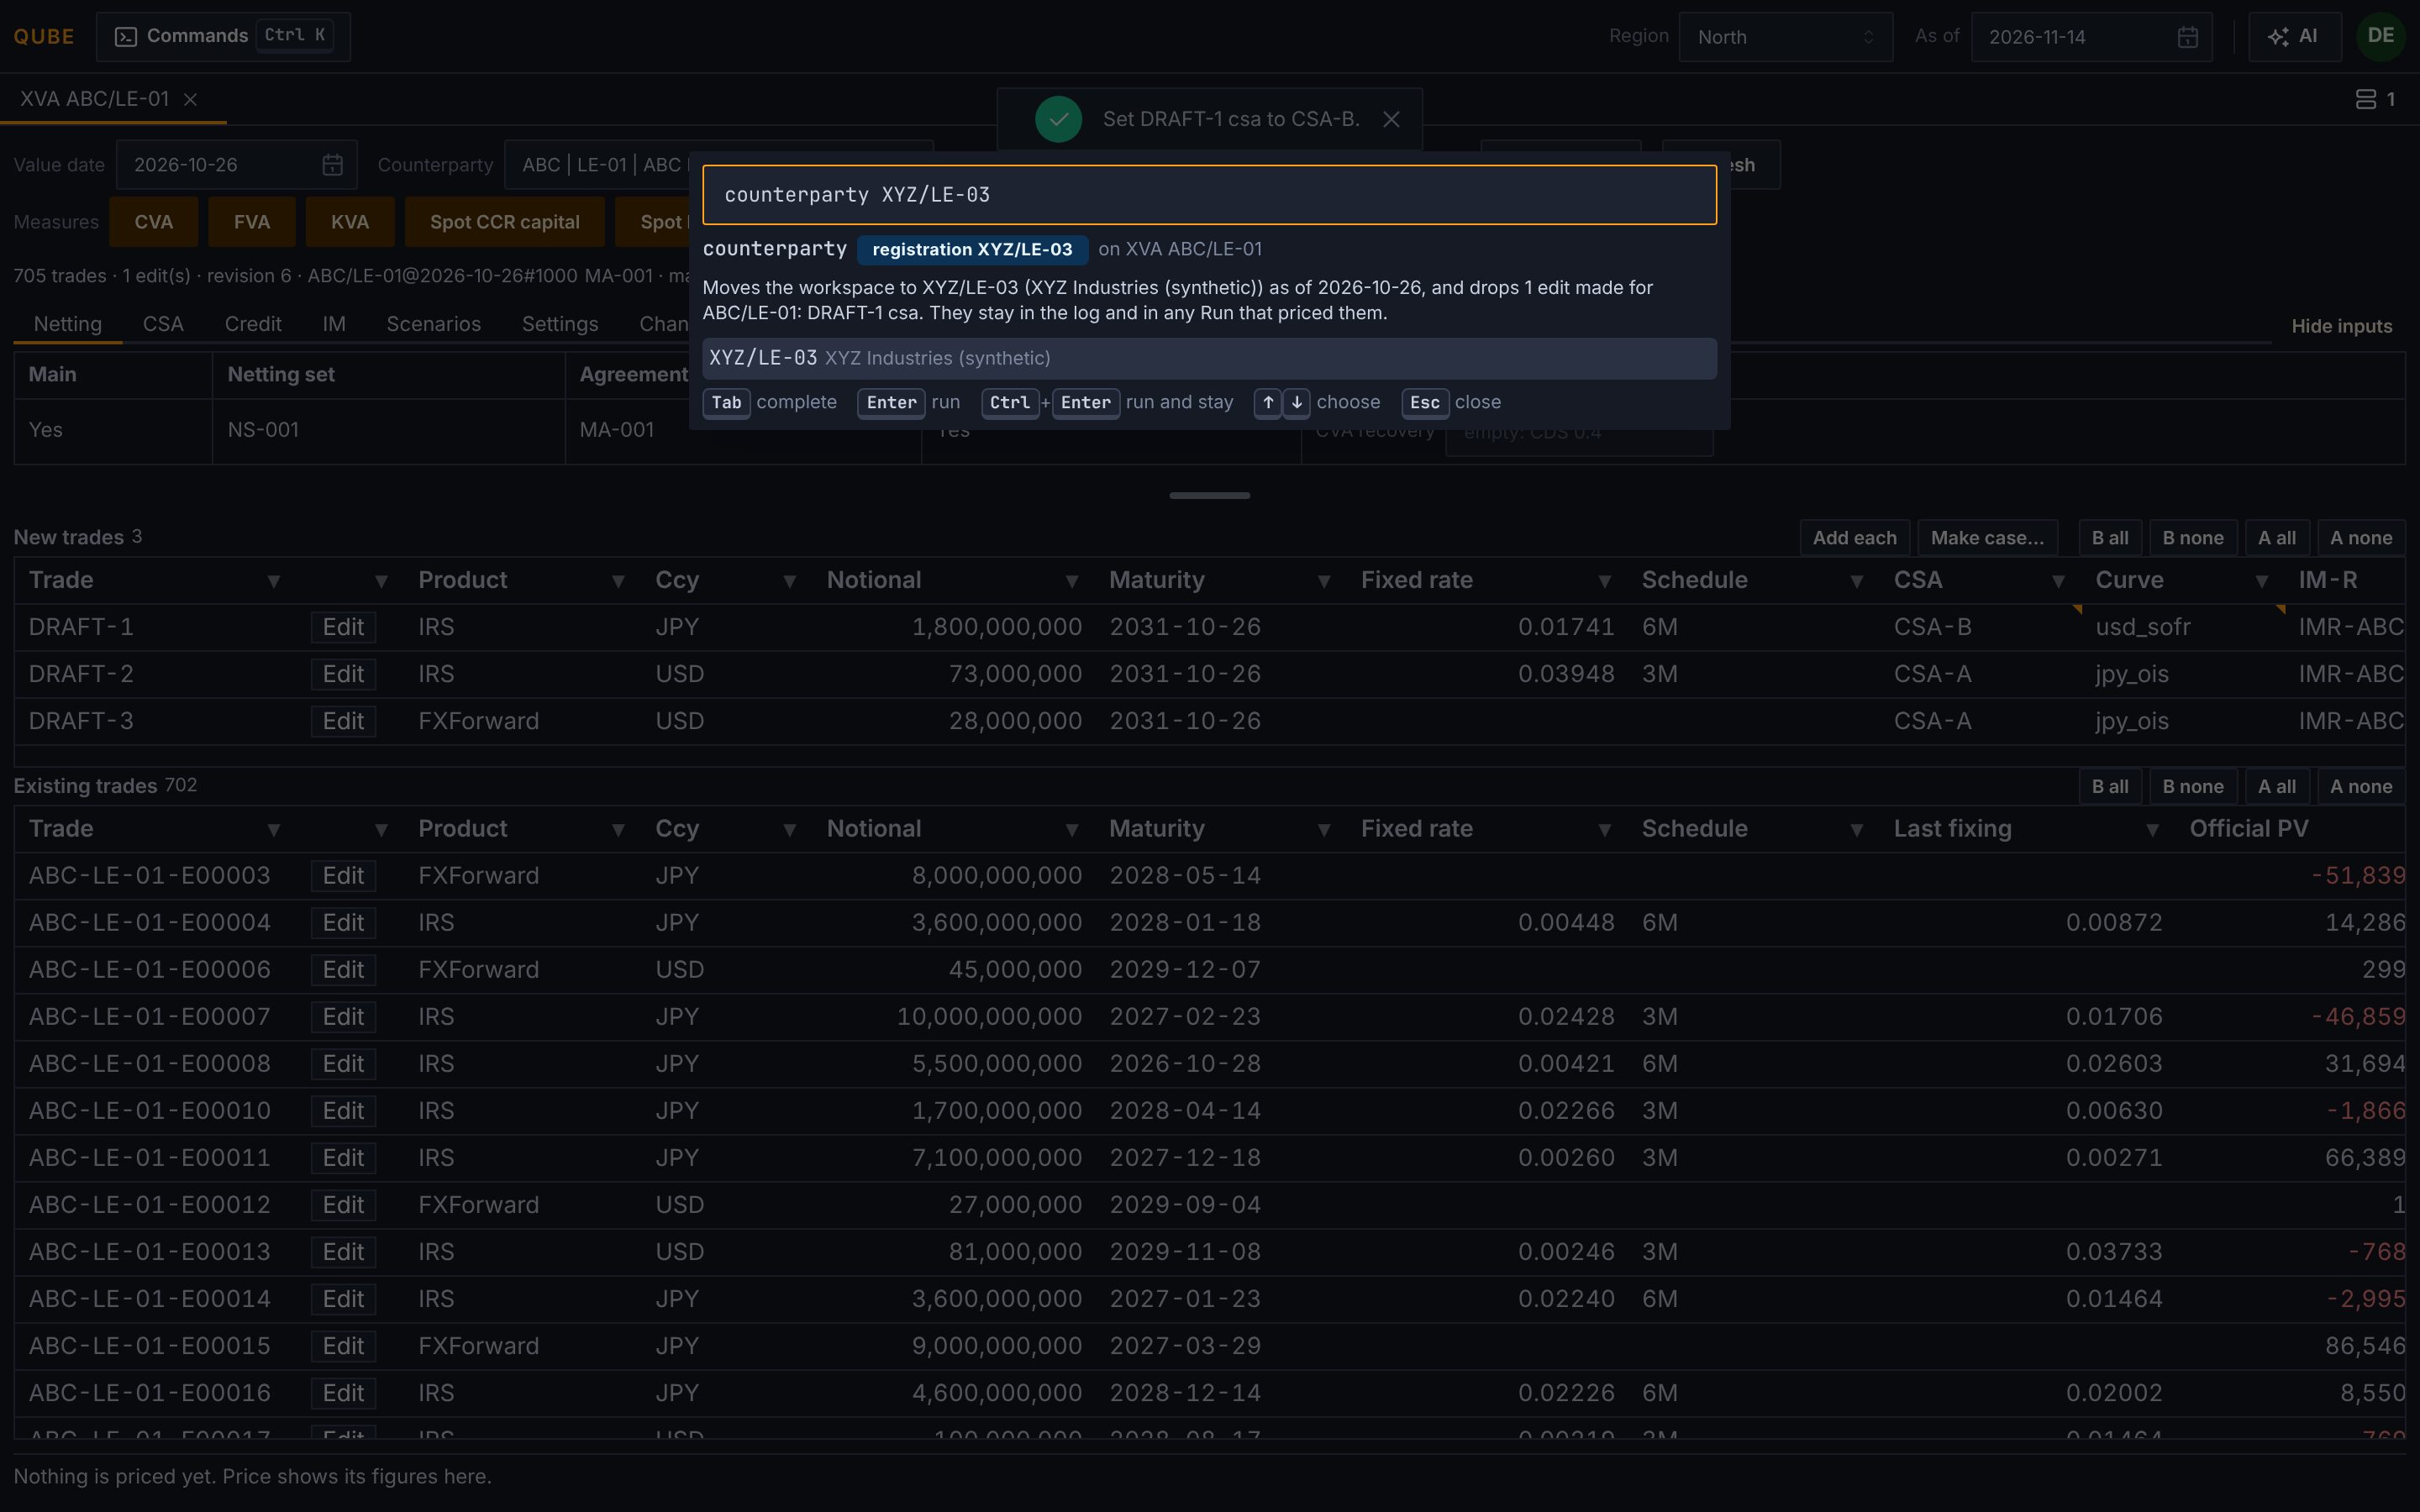 QUBE Commands Ctrl K Region North As of 2026-11-14 AI DE
XVA ABC/LE-01 1
Set DRAFT-1 csa to CSA-B.
Value date 2026-10-26 Counterparty ABC | LE-01 | ABC
counterparty XYZ/LE-03
Measures CVA FVA KVA Spot CCR capital Spot
counterparty registration XYZ/LE-03 on XVA ABC/LE-01
705 trades · 1 edit(s) · revision 6 · ABC/LE-01@2026-10-26#1000 MA-001 ·
Moves the workspace to XYZ/LE-03 (XYZ Industries (synthetic)) as of 2026-10-26, and drops 1 edit made for
ABC/LE-01: DRAFT-1 csa. They stay in the log and in any Run that priced them.
Netting CSA Credit IM Scenarios Settings Hide inputs
XYZ/LE-03 XYZ Industries (synthetic)
Tab complete Enter run Ctrl+Enter run and stay ↑ ↓ choose Esc close
Main Netting set Agreement
Yes NS-001 MA-001 Yes CVA recovery empty: CDS 0.4
New trades 3 Add each Make case... B all B none A all A none
Trade Product Ccy Notional Maturity Fixed rate Schedule CSA Curve IM-R
DRAFT-1 Edit IRS JPY 1,800,000,000 2031-10-26 0.01741 6M CSA-B usd_sofr IMR-ABC
DRAFT-2 Edit IRS USD 73,000,000 2031-10-26 0.03948 3M CSA-A jpy_ois IMR-ABC
DRAFT-3 Edit FXForward USD 28,000,000 2031-10-26 CSA-A jpy_ois IMR-ABC
Existing trades 702 B all B none A all A none
Trade Product Ccy Notional Maturity Fixed rate Schedule Last fixing Official PV
ABC-LE-01-E00003 Edit FXForward JPY 8,000,000,000 2028-05-14 -51,839
ABC-LE-01-E00004 Edit IRS JPY 3,600,000,000 2028-01-18 0.00448 6M 0.00872 14,286
ABC-LE-01-E00006 Edit FXForward USD 45,000,000 2029-12-07 299
ABC-LE-01-E00007 Edit IRS JPY 10,000,000,000 2027-02-23 0.02428 3M 0.01706 -46,859
ABC-LE-01-E00008 Edit IRS JPY 5,500,000,000 2026-10-28 0.00421 6M 0.02603 31,694
ABC-LE-01-E00010 Edit IRS JPY 1,700,000,000 2028-04-14 0.02266 3M 0.00630 -1,866
ABC-LE-01-E00011 Edit IRS JPY 7,100,000,000 2027-12-18 0.00260 3M 0.00271 66,389
ABC-LE-01-E00012 Edit FXForward USD 27,000,000 2029-09-04 1
ABC-LE-01-E00013 Edit IRS USD 81,000,000 2029-11-08 0.00246 3M 0.03733 -768
ABC-LE-01-E00014 Edit IRS JPY 3,600,000,000 2027-01-23 0.02240 6M 0.01464 -2,995
ABC-LE-01-E00015 Edit FXForward JPY 9,000,000,000 2027-03-29 86,546
ABC-LE-01-E00016 Edit IRS JPY 4,600,000,000 2028-12-14 0.02226 6M 0.02002 8,550
ABC-LE-01-E00017 Edit IRS USD
Nothing is priced yet. Price shows its figures here.